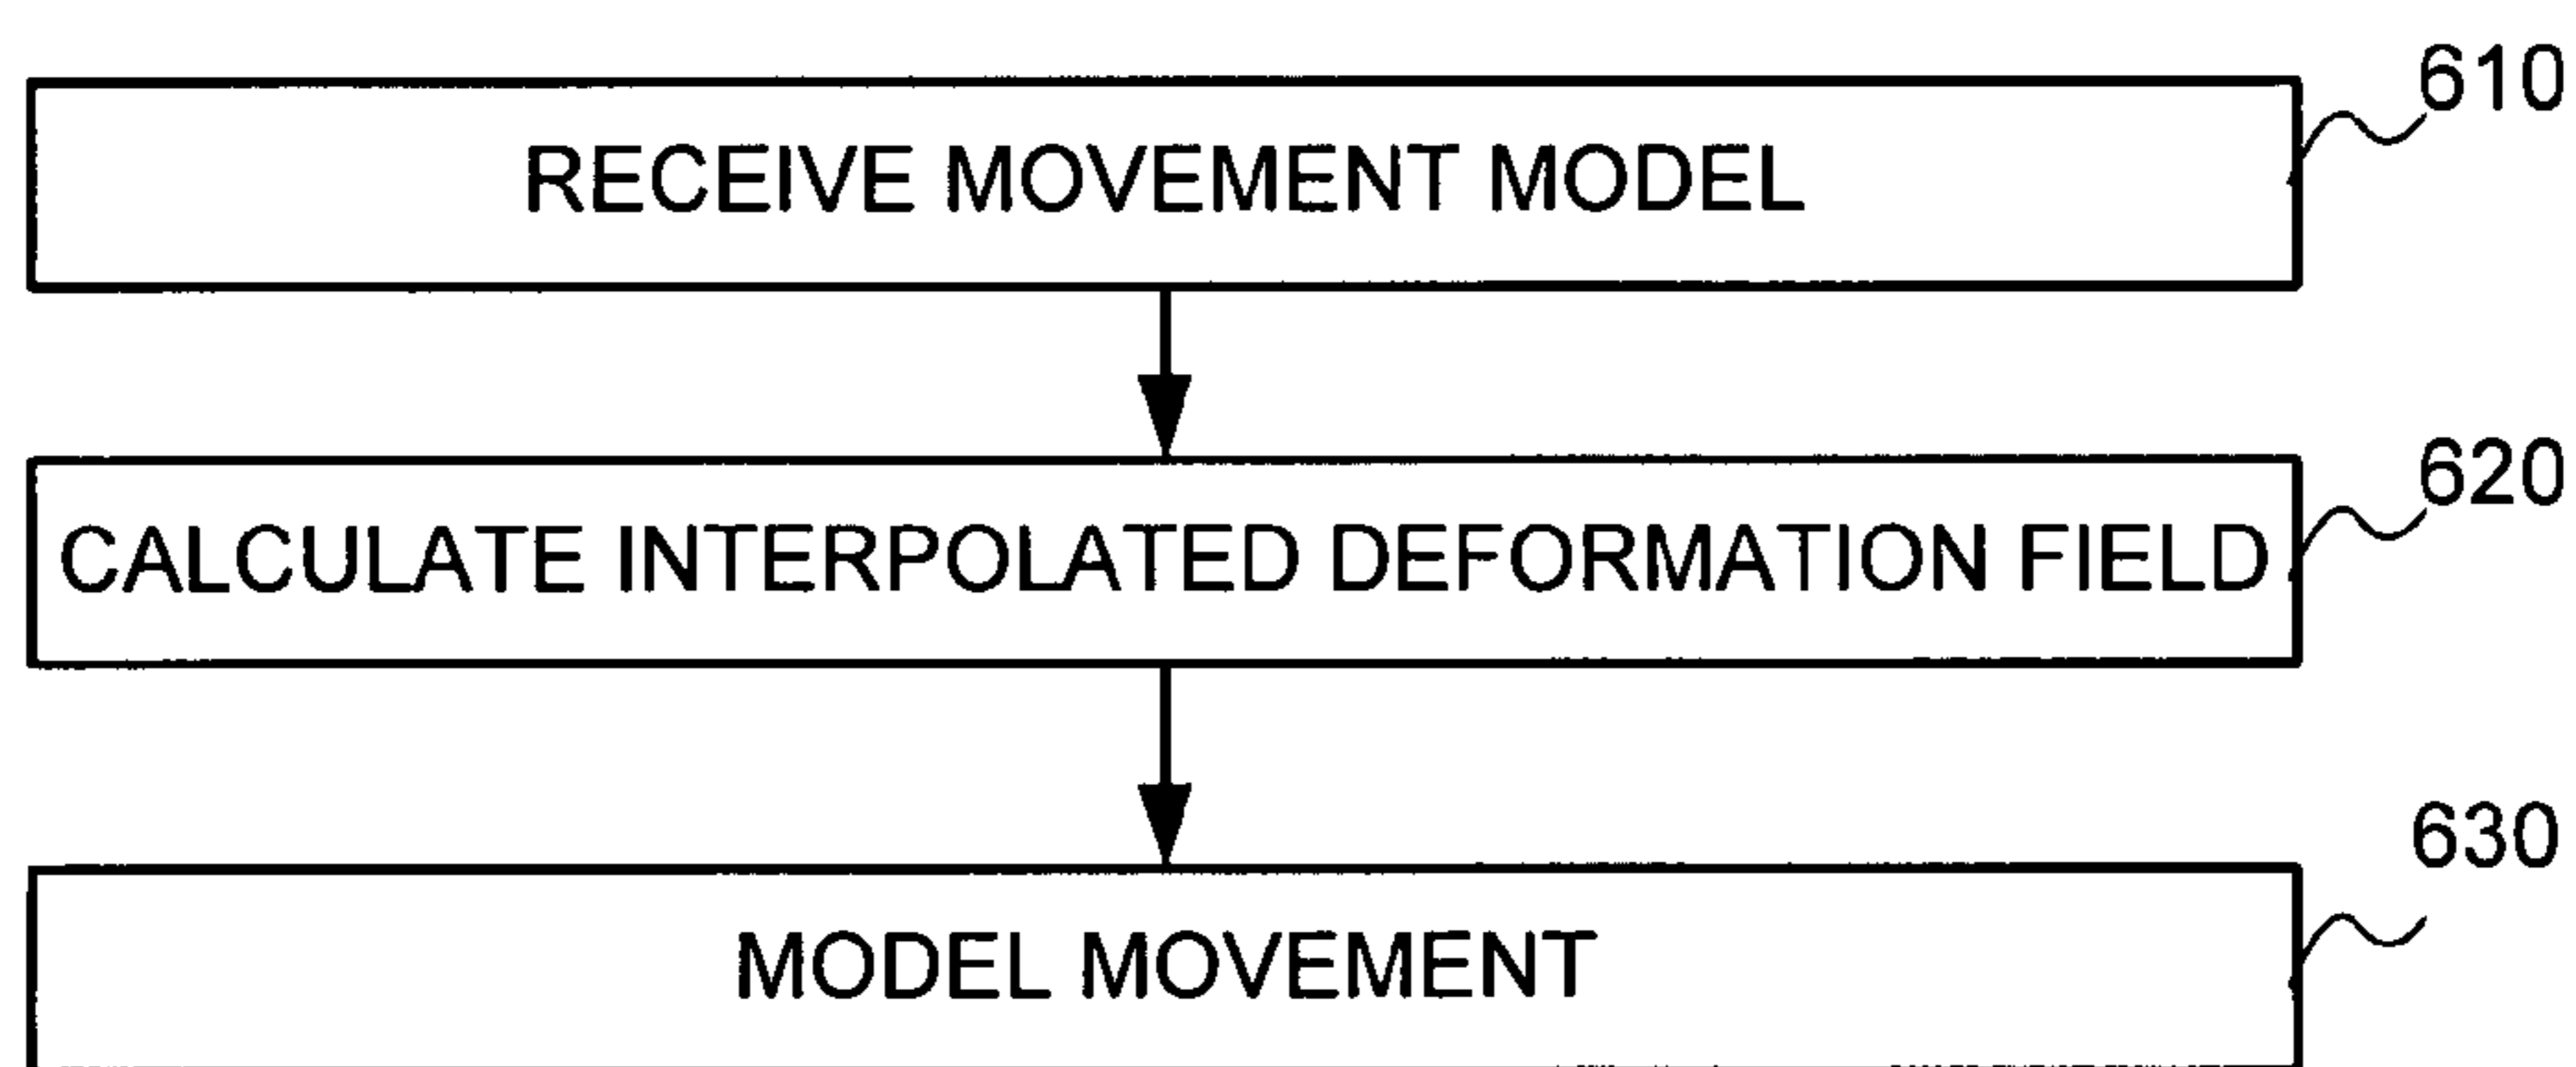 610
RECEIVE MOVEMENT MODEL
620
CALCULATE INTERPOLATED DEFORMATION FIELD
630
MODEL MOVEMENT